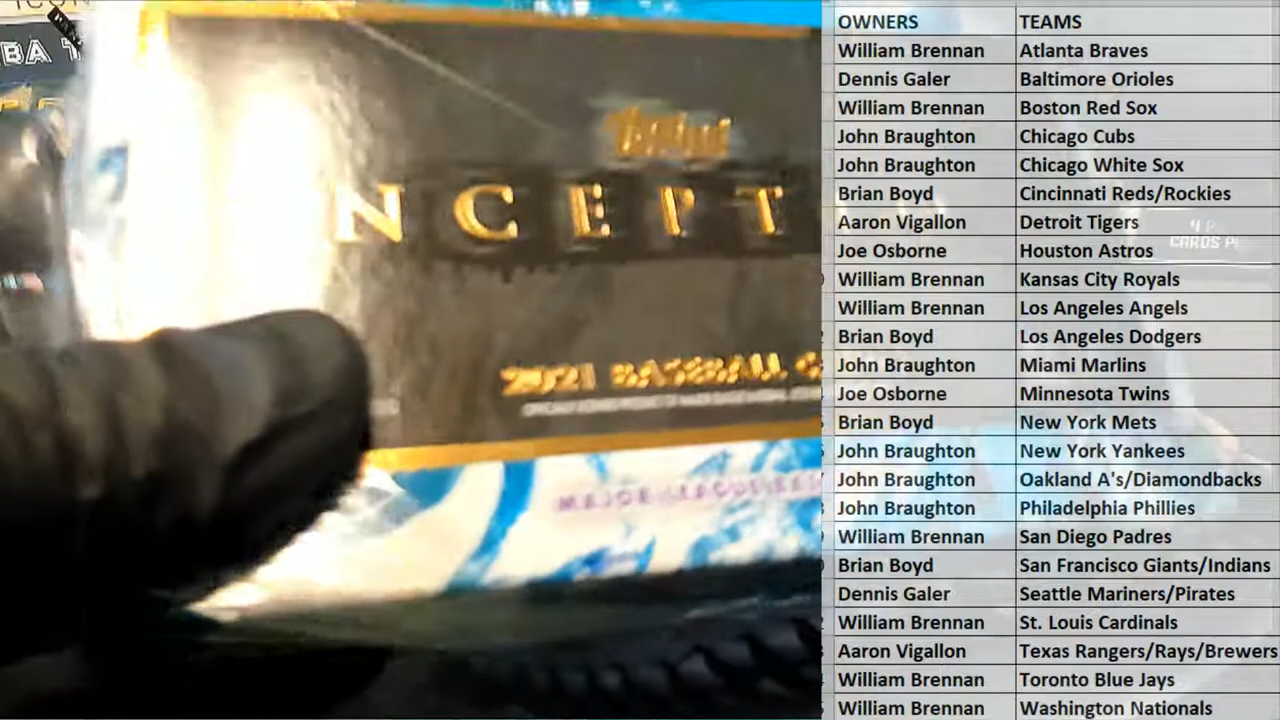 BA
NCEPT
2021 BASEBALL
OWNERS TEAMS
William Brennan Atlanta Braves
Dennis Galer Baltimore Orioles
William Brennan Boston Red Sox
John Braughton Chicago Cubs
John Braughton Chicago White Sox
Brian Boyd Cincinnati Reds/Rockies
Aaron Vigallon Detroit Tigers
Joe Osborne Houston Astros
William Brennan Kansas City Royals
William Brennan Los Angeles Angels
Brian Boyd Los Angeles Dodgers
John Braughton Miami Marlins
Joe Osborne Minnesota Twins
Brian Boyd New York Mets
John Braughton New York Yankees
John Braughton Oakland A's/Diamondbacks
John Braughton Philadelphia Phillies
William Brennan San Diego Padres
Brian Boyd San Francisco Giants/Indians
Dennis Galer Seattle Mariners/Pirates
William Brennan St. Louis Cardinals
Aaron Vigallon Texas Rangers/Rays/Brewers
William Brennan Toronto Blue Jays
William Brennan Washington Nationals
MAJOR LEAGUE
CARDS